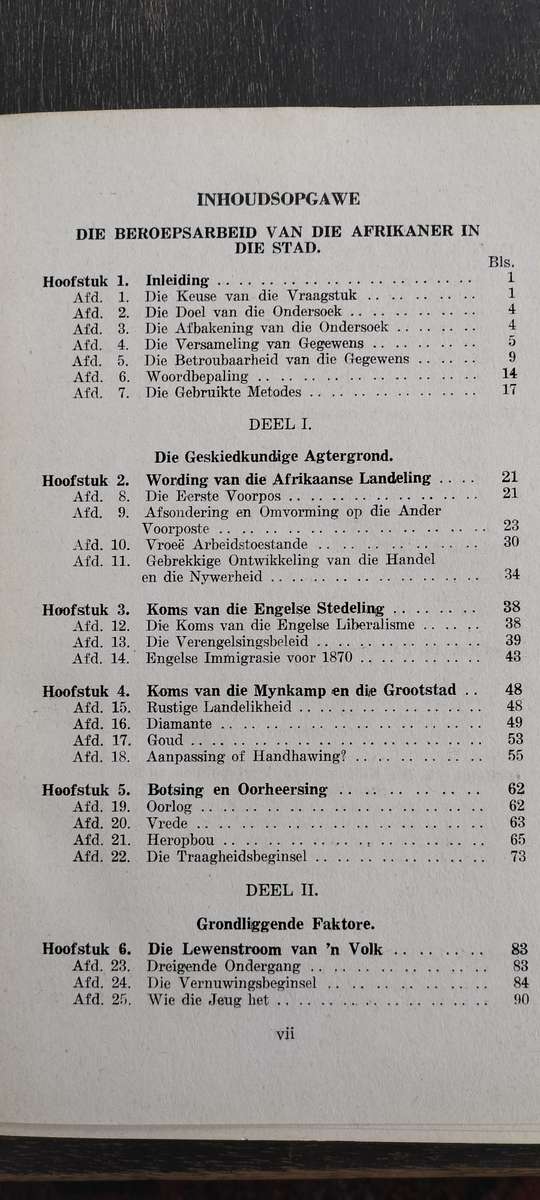 INHOUDSOPGAWE
DIE BEROEPSARBEID VAN DIE AFRIKANER IN
DIE STAD.
Bls.
Hoofstuk 1. Inleiding .. .. .. .. .. .. .. .. .. .. .. 1
Afd. 1. Die Keuse van die Vraagstuk .. .. .. .. 1
Afd. 2. Die Doel van die Ondersoek .. .. .. .. .. 4
Afd. 3. Die Afbakening van die Ondersoek .. .. .. 4
Afd. 4. Die Versameling van Gegewens .. .. .. .. 5
Afd. 5. Die Betroubaarheid van die Gegewens .. .. .. 9
Afd. 6. Woordbepaling .. .. .. .. .. .. .. .. .. 14
Afd. 7. Die Gebruikte Metodes .. .. .. .. .. .. .. 17
DEEL I.
Die Geskiedkundige Agtergrond.
Hoofstuk 2. Wording van die Afrikaanse Landeling .. .. 21
Afd. 8. Die Eerste Voorpos .. .. .. .. .. .. .. .. 21
Afd. 9. Afsondering en Omvorming op die Ander
Voorposte .. .. .. .. .. .. .. .. .. .. .. 23
Afd. 10. Vroeë Arbeidstoestande .. .. .. .. .. .. .. 30
Afd. 11. Gebrekkige Ontwikkeling van die Handel
en die Nywerheid .. .. .. .. .. .. .. .. .. 34
Hoofstuk 3. Koms van die Engelse Stedeling .. .. .. .. 38
Afd. 12. Die Koms van die Engelse Liberalisme .. .. .. 38
Afd. 13. Die Verengelsingsbeleid .. .. .. .. .. .. .. 39
Afd. 14. Engelse Immigrasie voor 1870 .. .. .. .. .. 43
Hoofstuk 4. Koms van die Mynkamp en die Grootstad .. 48
Afd. 15. Rustige Landelikheid .. .. .. .. .. .. .. .. 48
Afd. 16. Diamante .. .. .. .. .. .. .. .. .. .. .. 49
Afd. 17. Goud .. .. .. .. .. .. .. .. .. .. .. .. 53
Afd. 18. Aanpassing of Handhawing? .. .. .. .. .. 55
Hoofstuk 5. Botsing en Oorheersing .. .. .. .. .. .. 62
Afd. 19. Oorlog .. .. .. .. .. .. .. .. .. .. .. 62
Afd. 20. Vrede .. .. .. .. .. .. .. .. .. .. .. 63
Afd. 21. Heropbou .. .. .. .. .. .. .. .. .. .. 65
Afd. 22. Die Traagheidsbeginsel .. .. .. .. .. .. .. 73
DEEL II.
Grondliggende Faktore.
Hoofstuk 6. Die Lewenstroom van 'n Volk .. .. .. .. 83
Afd. 23. Dreigende Ondergang .. .. .. .. .. .. .. 83
Afd. 24. Die Vernuwingsbeginsel .. .. .. .. .. .. .. 84
Afd. 25. Wie die Jeug het .. .. .. .. .. .. .. .. .. 90
vii